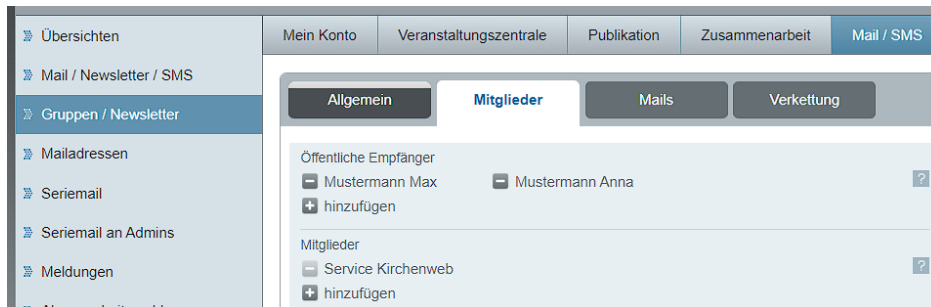 Übersichten
Mail / Newsletter / SMS
Gruppen / Newsletter
Mailadressen
Seriemail
Seriemail an Admins
Meldungen
Mein Konto Veranstaltungszentrale Publikation Zusammenarbeit Mail / SMS
Allgemein Mitglieder Mails Verkettung
Öffentliche Empfänger
Mustermann Max Mustermann Anna ?
hinzufügen
Mitglieder
Service Kirchenweb ?
hinzufügen